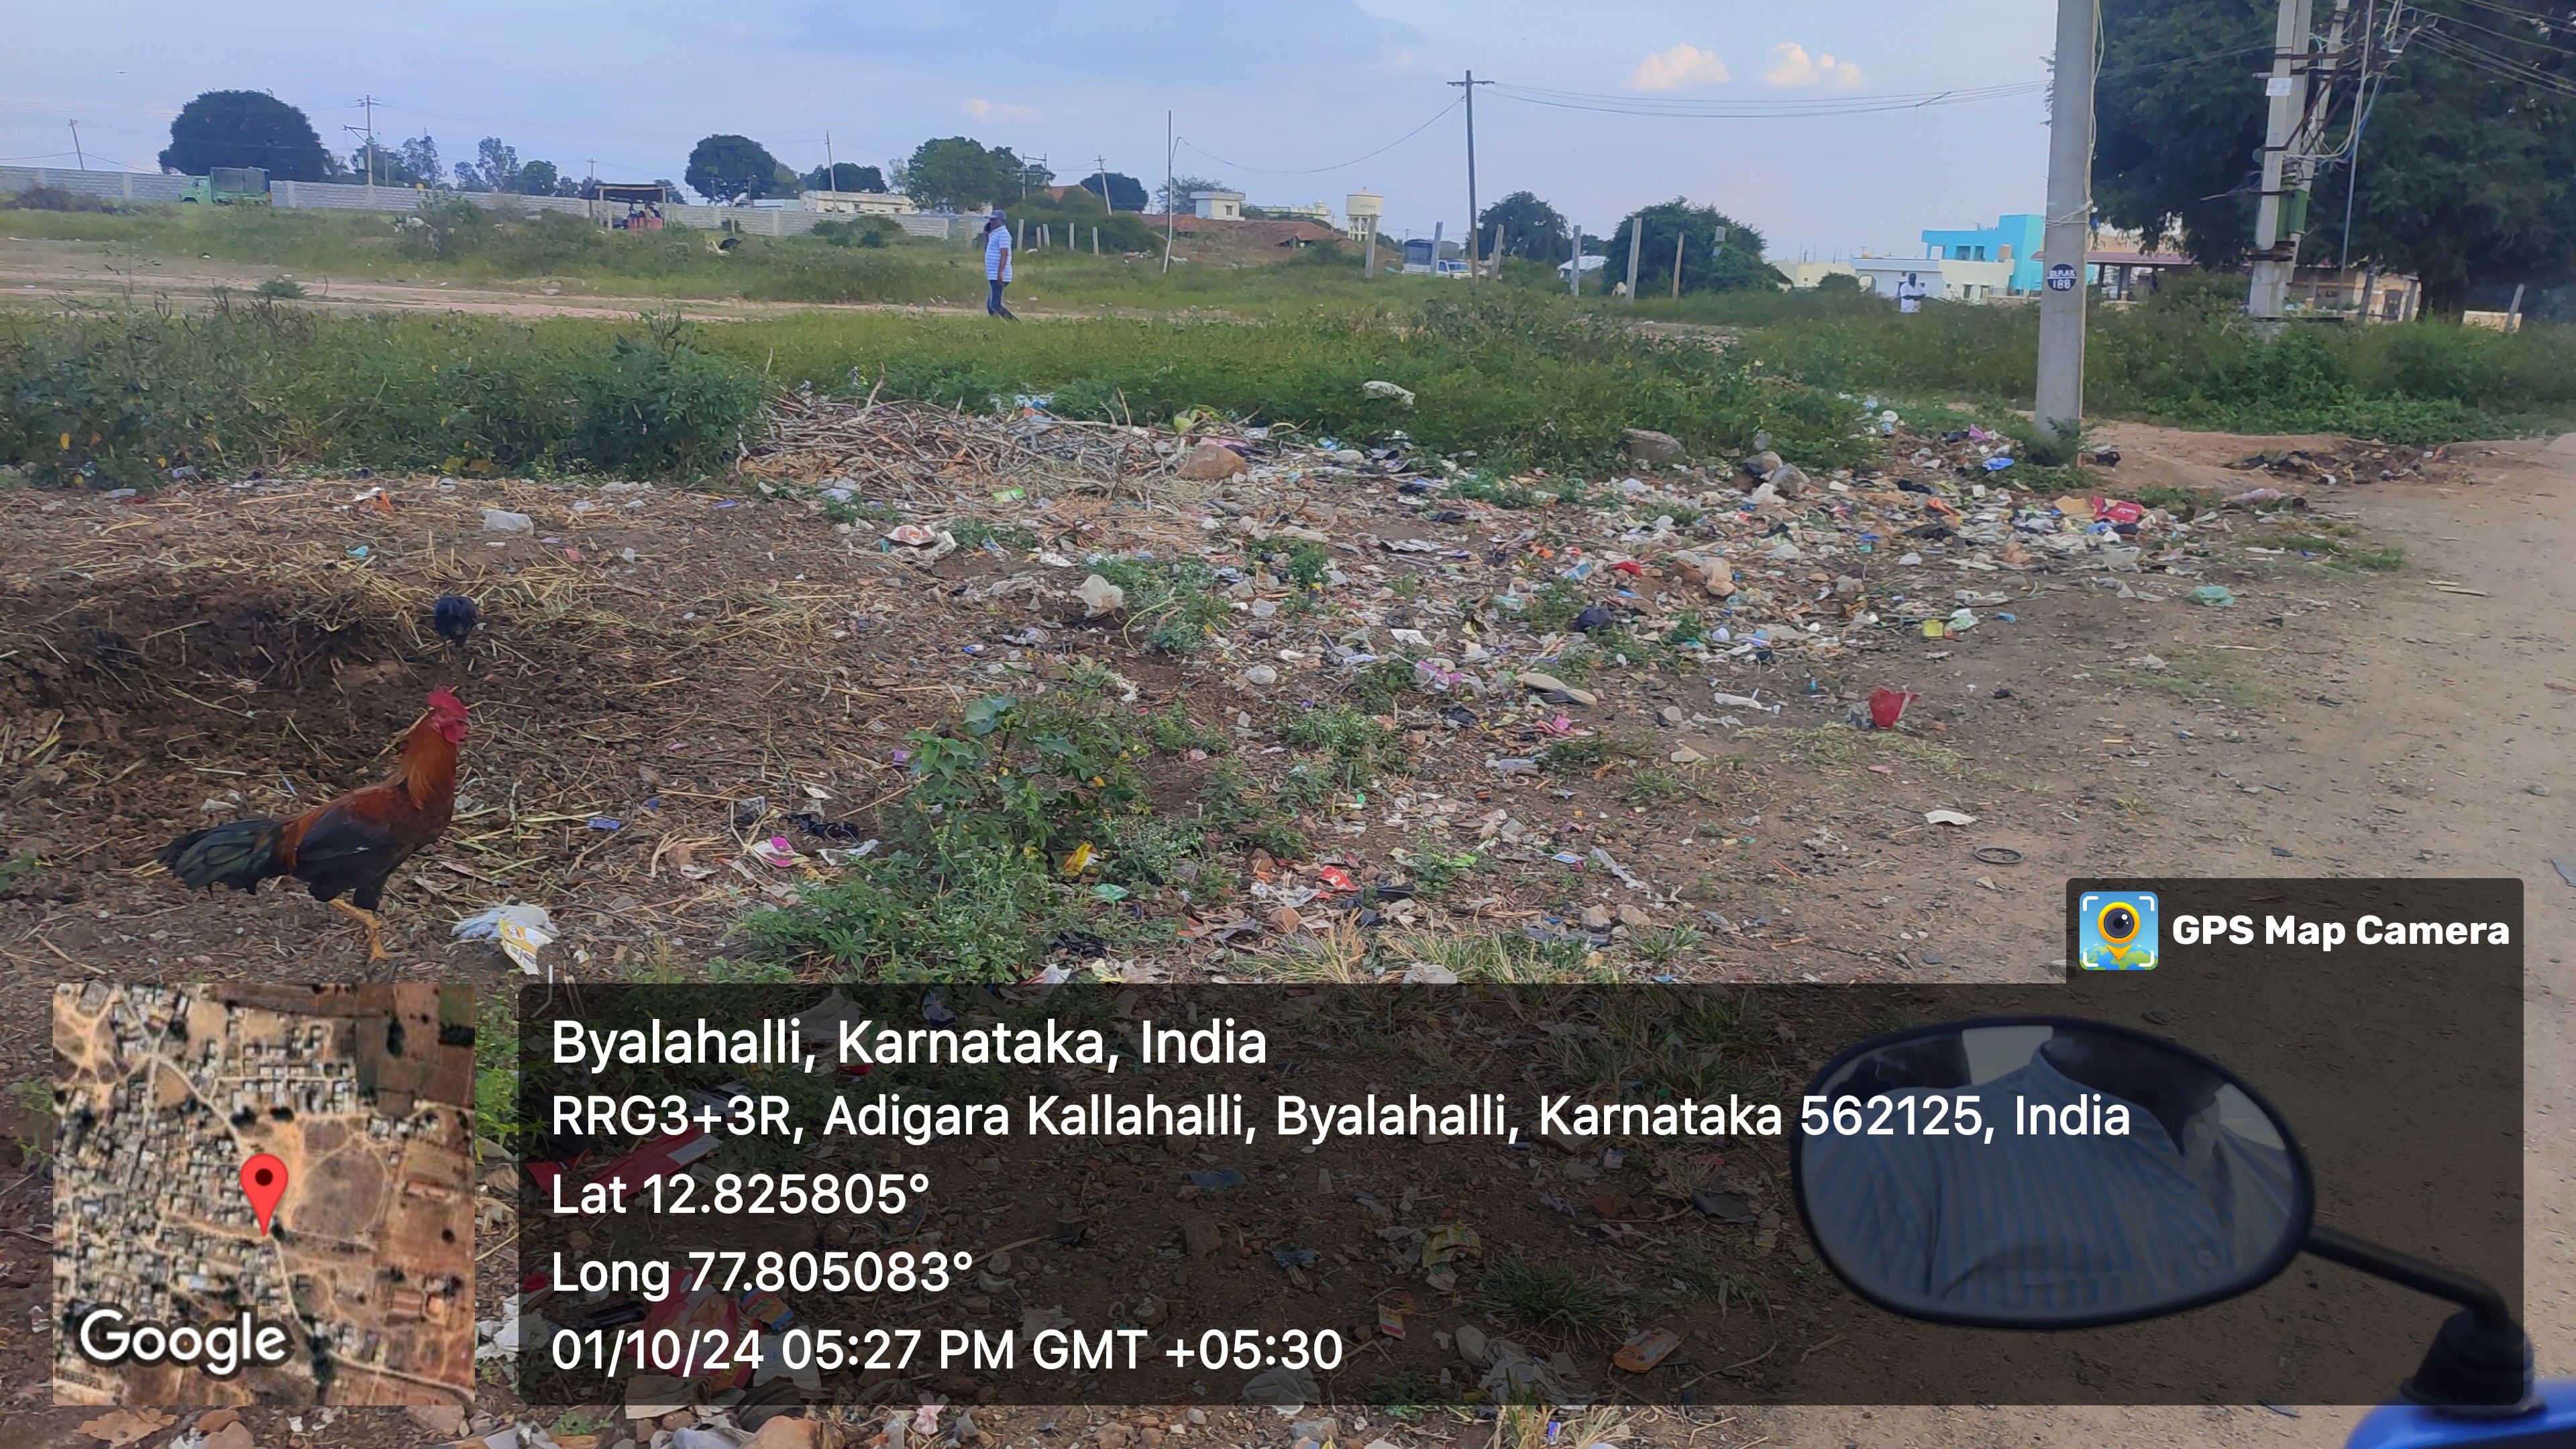 188
GPS Map Camera
Byalahalli, Karnataka, India
RRG3+3R, Adigara Kallahalli, Byalahalli, Karnataka 562125, India
Lat 12.825805°
Long 77.805083°
01/10/24 05:27 PM GMT +05:30
Google